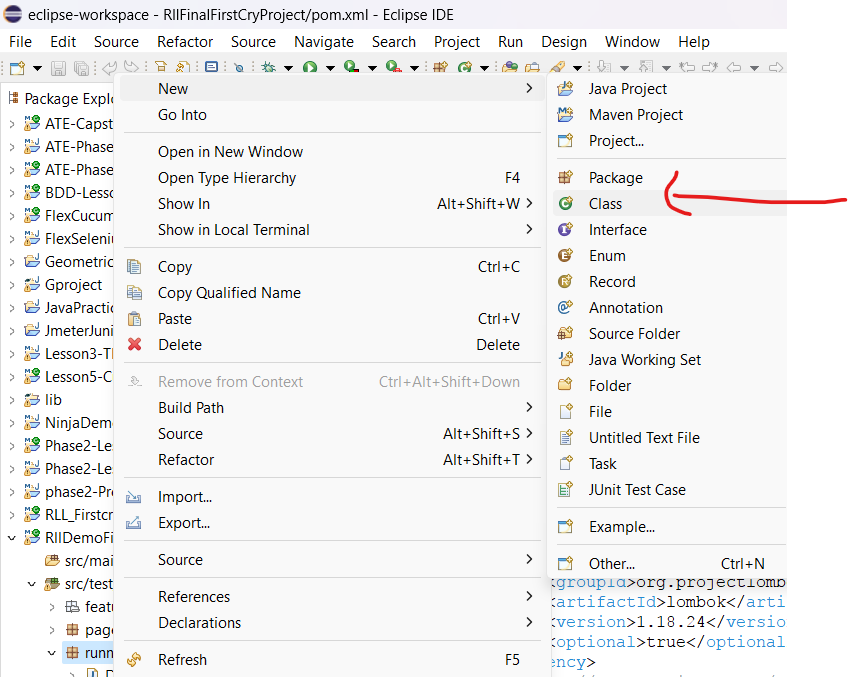 eclipse-workspace - RllFinalFirstCryProject/pom.xml - Eclipse IDE
File Edit Source Refactor Source Navigate Search Project Run Design Window Help
Package Explo
ATE-Capst
ATE-Phase
ATE-Phase
BDD-Lesso
FlexCucum
FlexSeleniu
Geometric
Gproject
JavaPractic
JmeterJuni
Lesson3-Th
Lesson5-C
lib
NinjaDemo
Phase2-Les
Phase2-Les
phase2-Pr
RLL_Firstcr
RllDemoFi
src/mai
src/test
featu
page
runn
New
Go Into
Open in New Window
Open Type Hierarchy F4
Show In Alt+Shift+W
Show in Local Terminal
Copy Ctrl+C
Copy Qualified Name
Paste Ctrl+V
Delete Delete
Remove from Context Ctrl+Alt+Shift+Down
Build Path
Source Alt+Shift+S
Refactor Alt+Shift+T
Import...
Export...
Source
References
Declarations
Refresh F5
Java Project
Maven Project
Project...
Package
Class
Interface
Enum
Record
Annotation
Source Folder
Java Working Set
Folder
File
Untitled Text File
Task
JUnit Test Case
Example...
Other... Ctrl+N
<groupId>org.projectlomb
<artifactId>lombok</arti
<version>1.18.24</versio
<optional>true</optional
ency>